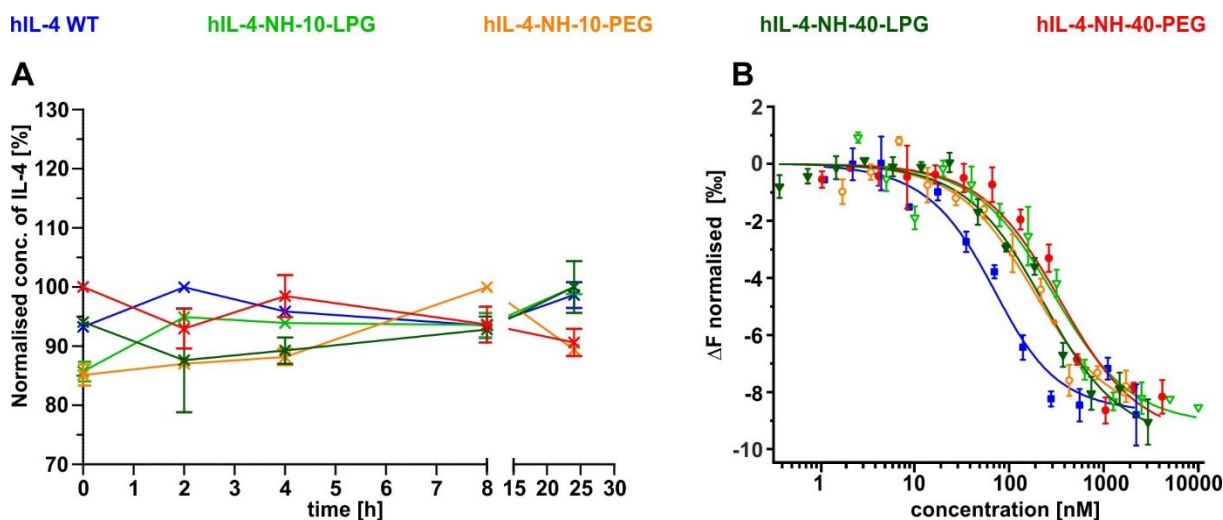 hIL-4 WT hIL-4-NH-10-LPG hIL-4-NH-10-PEG hIL-4-NH-40-LPG hIL-4-NH-40-PEG
A
Normalised conc. of IL-4 [%]
130
120
110
100
90
80
70
0 1 2 3 4 5 6 7 8 15 20 25 30
time [h]
B
ΔF normalised [‰]
2
0
-2
-4
-6
-8
-10
1 10 100 1000 10000
concentration [nM]